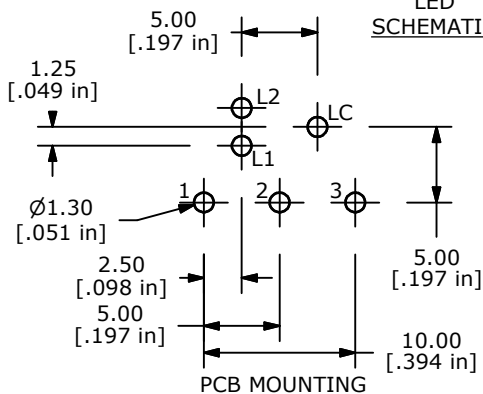 5.00
[.197 in]
LED
SCHEMATI
1.25
[.049 in]
L2
LC
L1
1
2
3
Ø1.30
[.051 in]
2.50
[.098 in]
5.00
[.197 in]
5.00
[.197 in]
10.00
[.394 in]
PCB MOUNTING